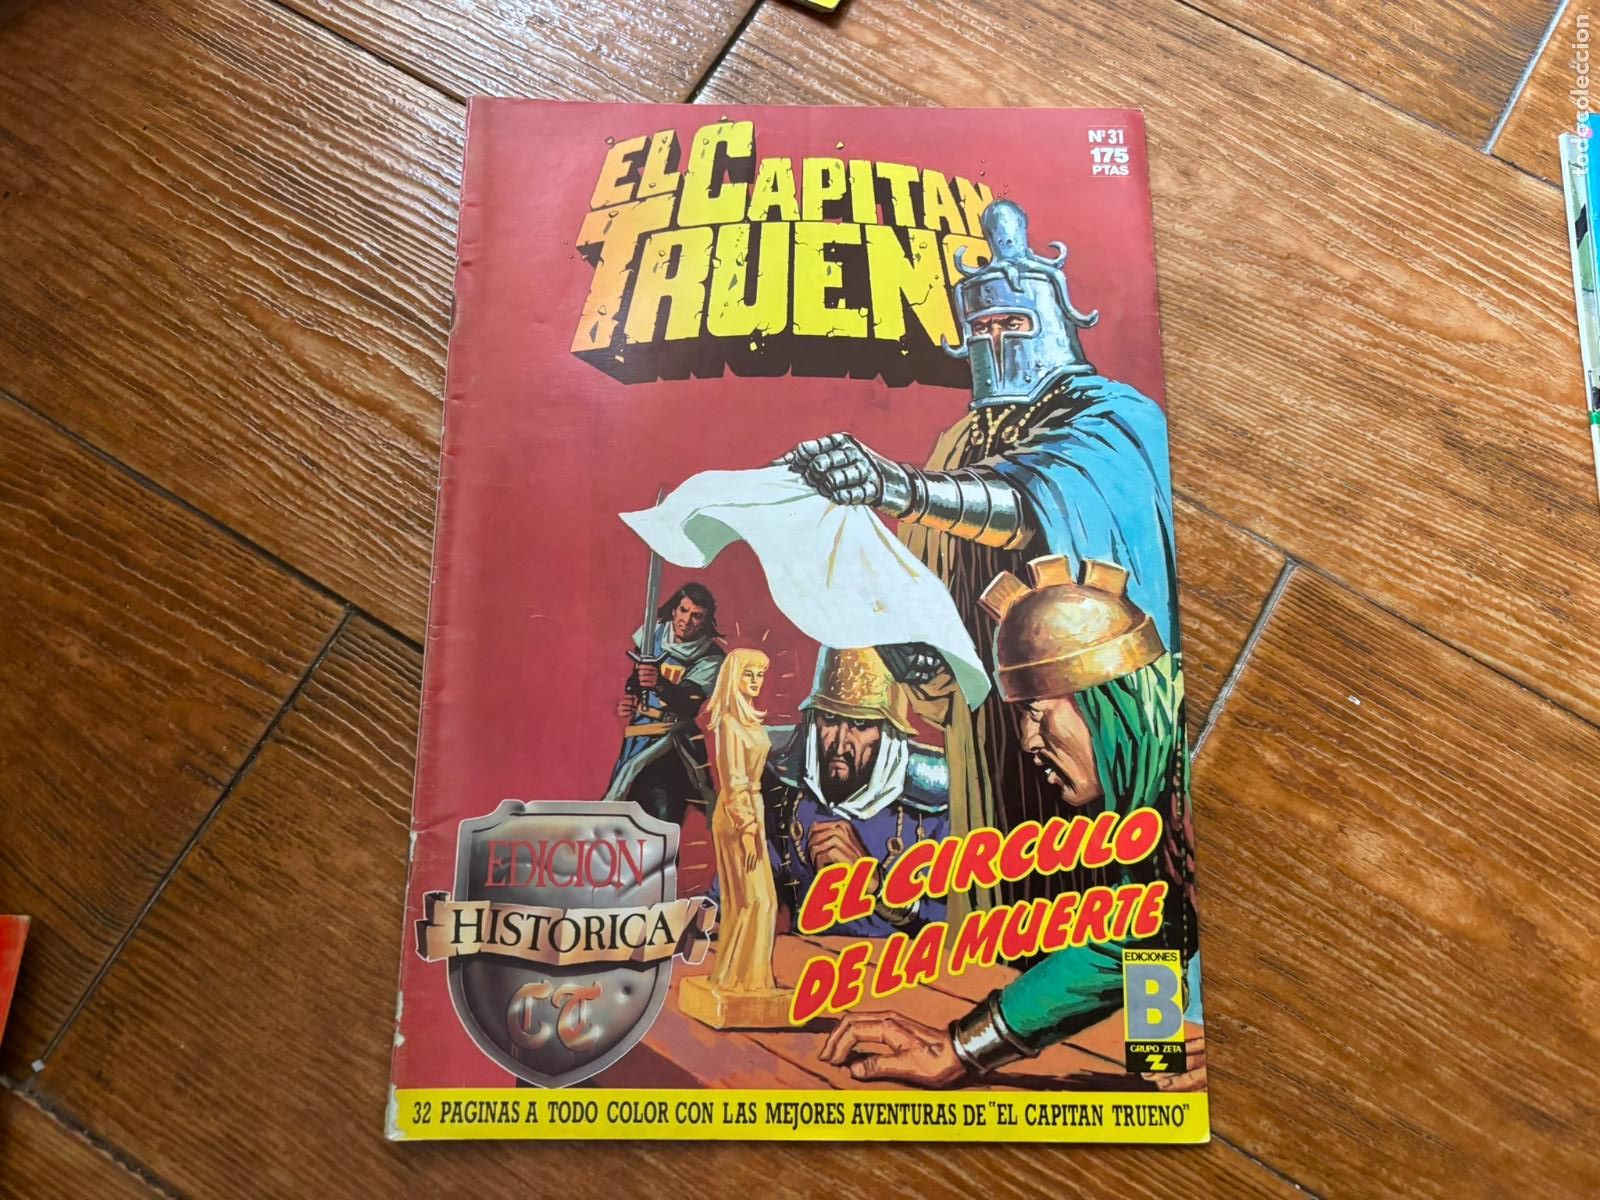 EL CAPITAN
TRUENO
Nº 31
175
PTAS
EDICION
HISTORICA
CT
EL CIRCULO
DE LA MUERTE
EDICIONES
B
GRUPO ZETA
Z
32 PAGINAS A TODO COLOR CON LAS MEJORES AVENTURAS DE "EL CAPITAN TRUENO"
todocoleccion